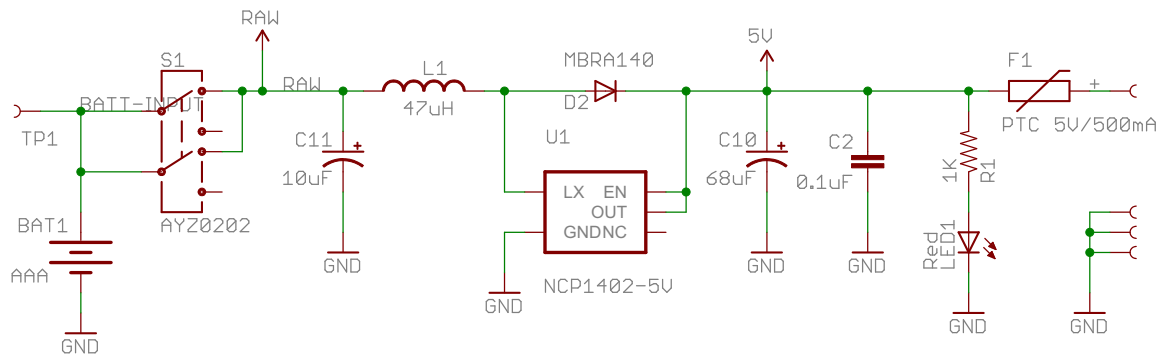 RAW
5V
S1
RAW
L1
MBRA140
F1
+
BATT-INPUT
47uH
D2
TP1
C11
+
U1
C10
+
C2
PTC 5V/500mA
10uF
68uF
0.1uF
1K
R1
LX EN
OUT
GNDNC
BAT1
AYZ0202
Red
LED1
AAA
GND
GND
GND
NCP1402-5V
GND
GND
GND
GND